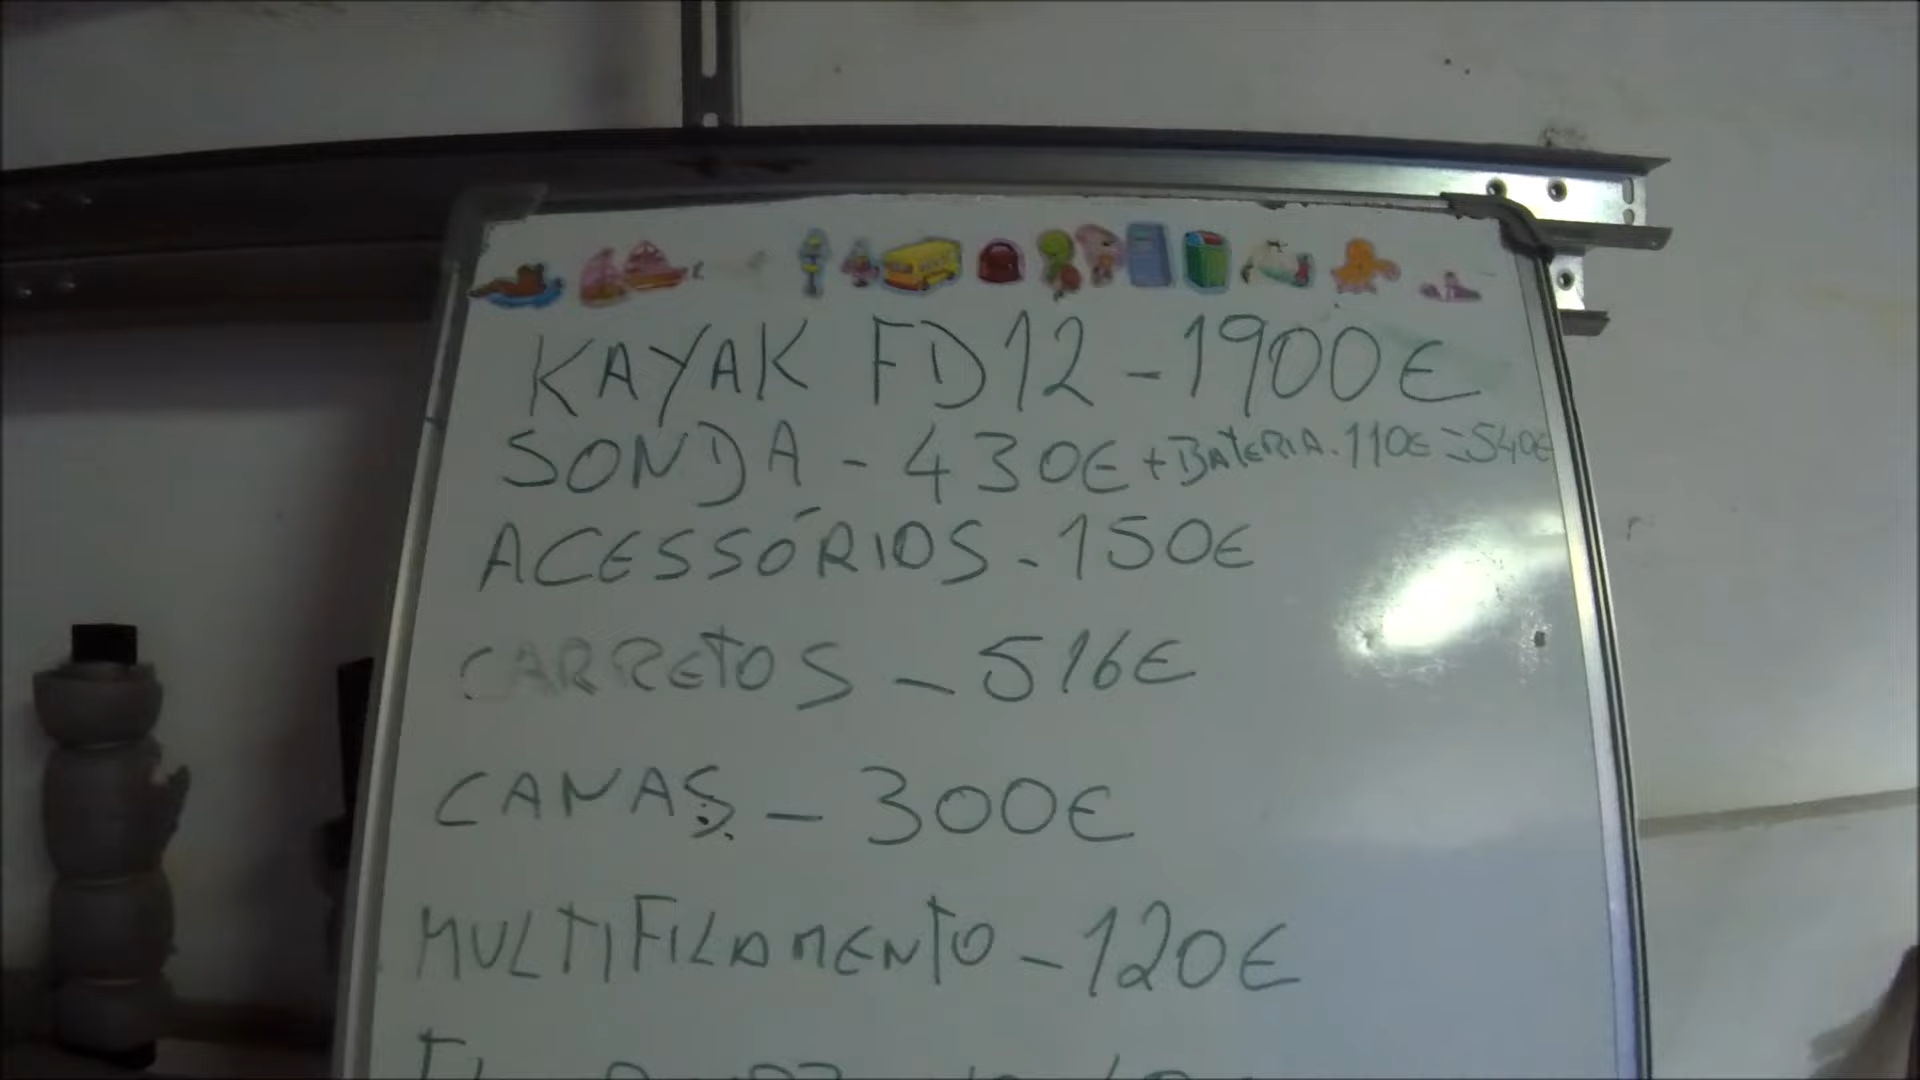 KAYAK FD12 - 1900€
SONDA - 430€ + BATERIA. 110€ = 540€
ACESSÓRIOS - 150€
CARRETOS - 516€
CANAS - 300€
MULTIFILAMENTO - 120€